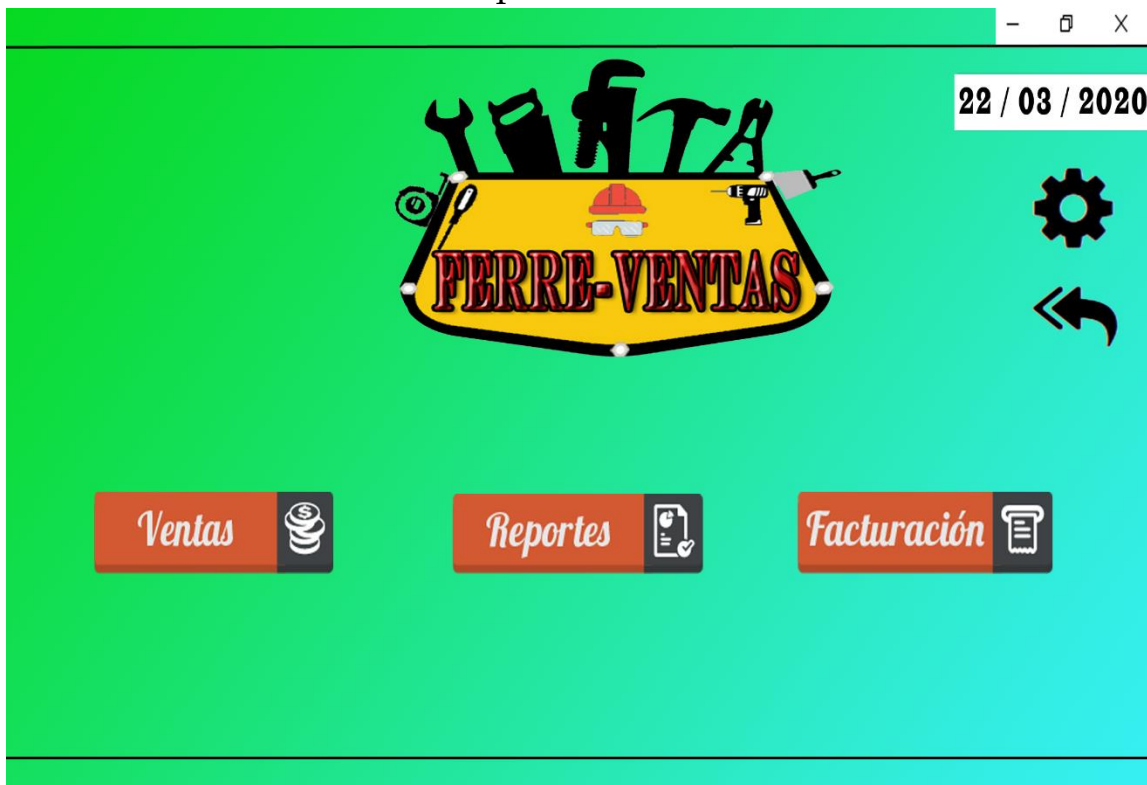 22 / 03 / 2020
FERRE-VENTAS
Ventas
Reportes
Facturación